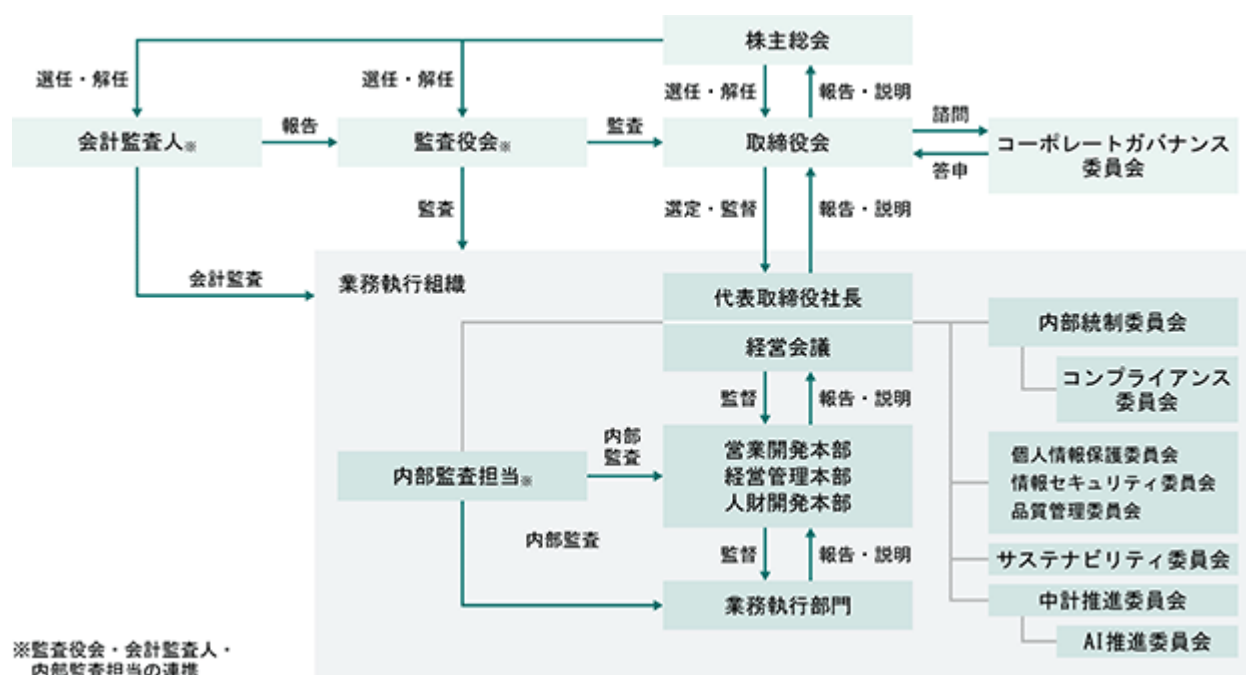 株主総会
選任・解任
選任・解任
選任・解任
報告・説明
会計監査人※
報告
監査役会※
監査
取締役会
諮問
答申
コーポレートガバナンス
委員会
監査
選定・監督
報告・説明
会計監査
業務執行組織
代表取締役社長
経営会議
内部統制委員会
コンプライアンス
委員会
監督
報告・説明
内部監査担当※
内部
監査
営業開発本部
経営管理本部
人財開発本部
個人情報保護委員会
情報セキュリティ委員会
品質管理委員会
内部監査
監督
報告・説明
サステナビリティ委員会
業務執行部門
中計推進委員会
AI推進委員会
※監査役会・会計監査人・
内部監査担当の連携